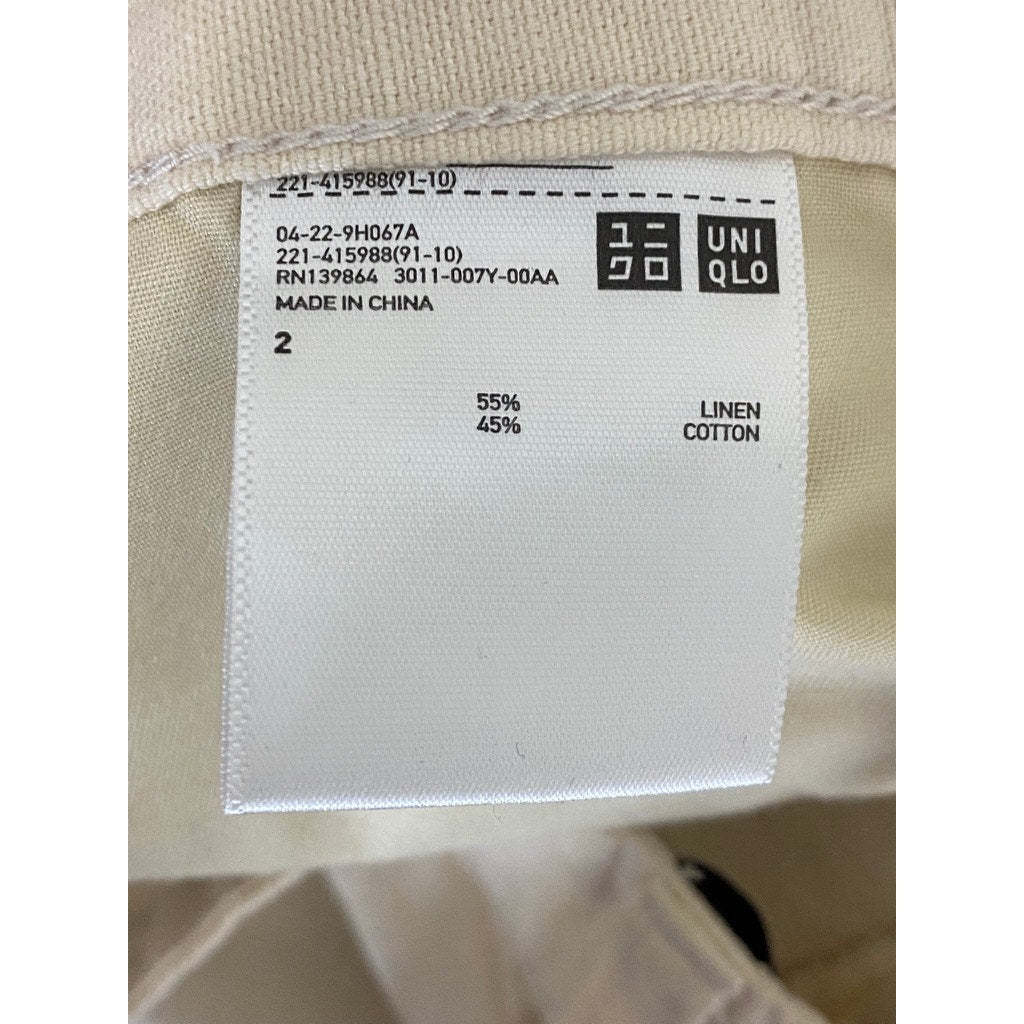 221-415988(91-10)
04-22-9H067A
221-415988(91-10)
RN139864 3011-007Y-00AA
MADE IN CHINA
ユニ
クロ
UNI
QLO
2
55% LINEN
45% COTTON